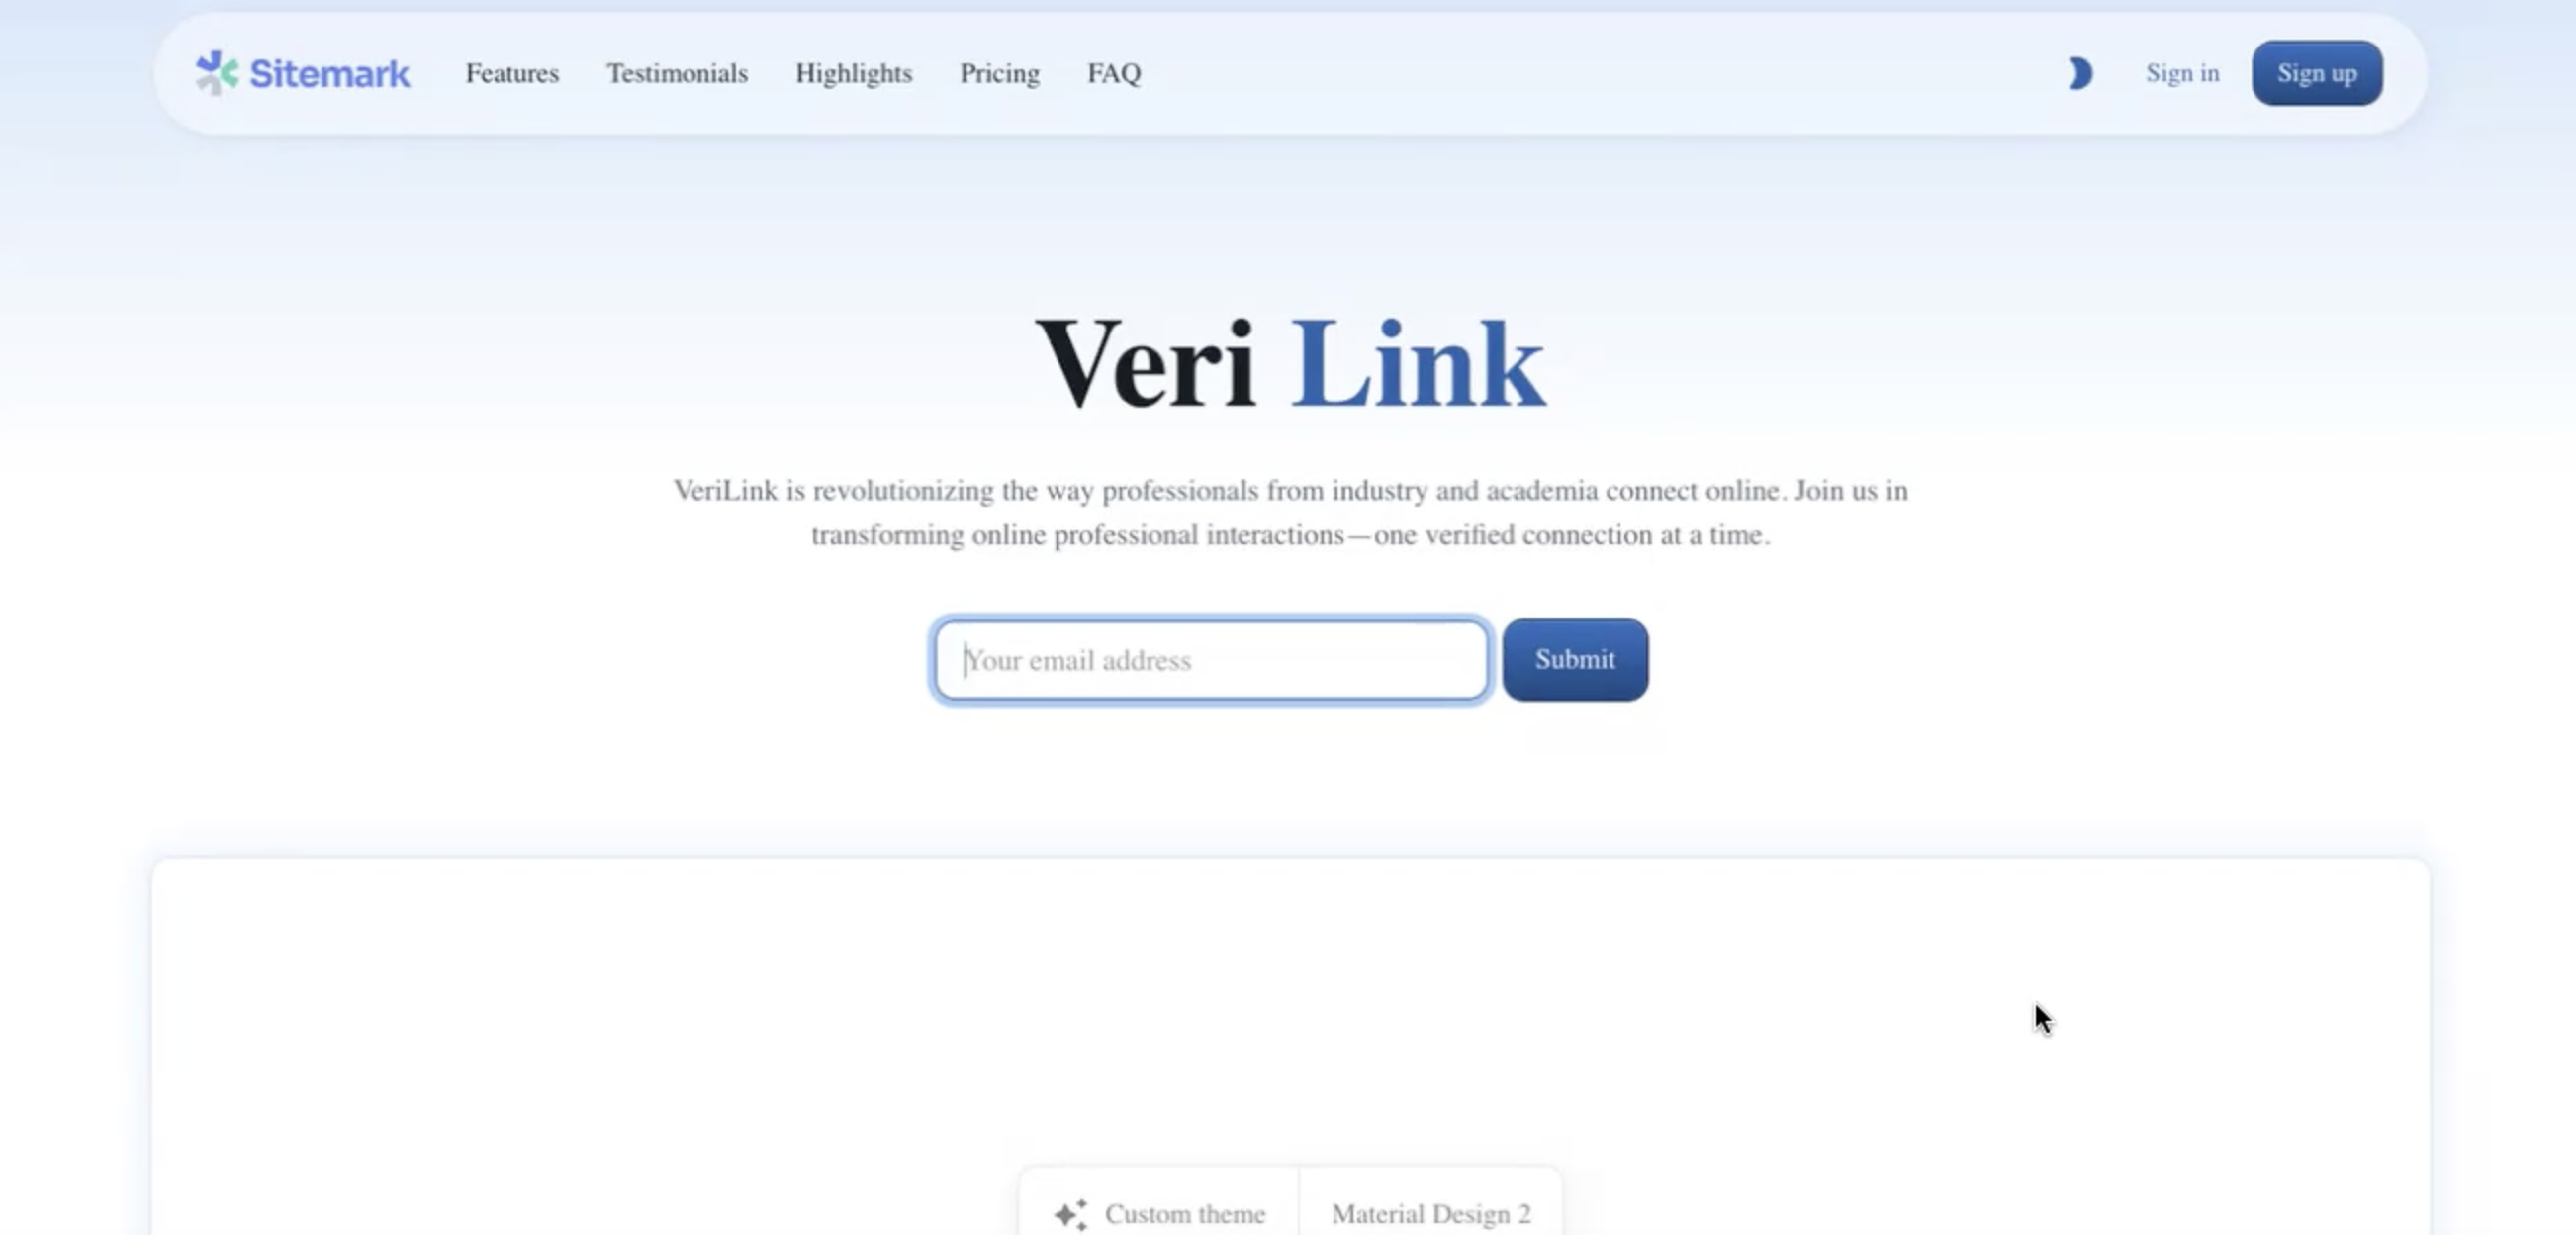 Sitemark Features Testimonials Highlights Pricing FAQ Sign in Sign up
Veri Link
VeriLink is revolutionizing the way professionals from industry and academia connect online. Join us in
transforming online professional interactions—one verified connection at a time.
Your email address Submit
Custom theme Material Design 2